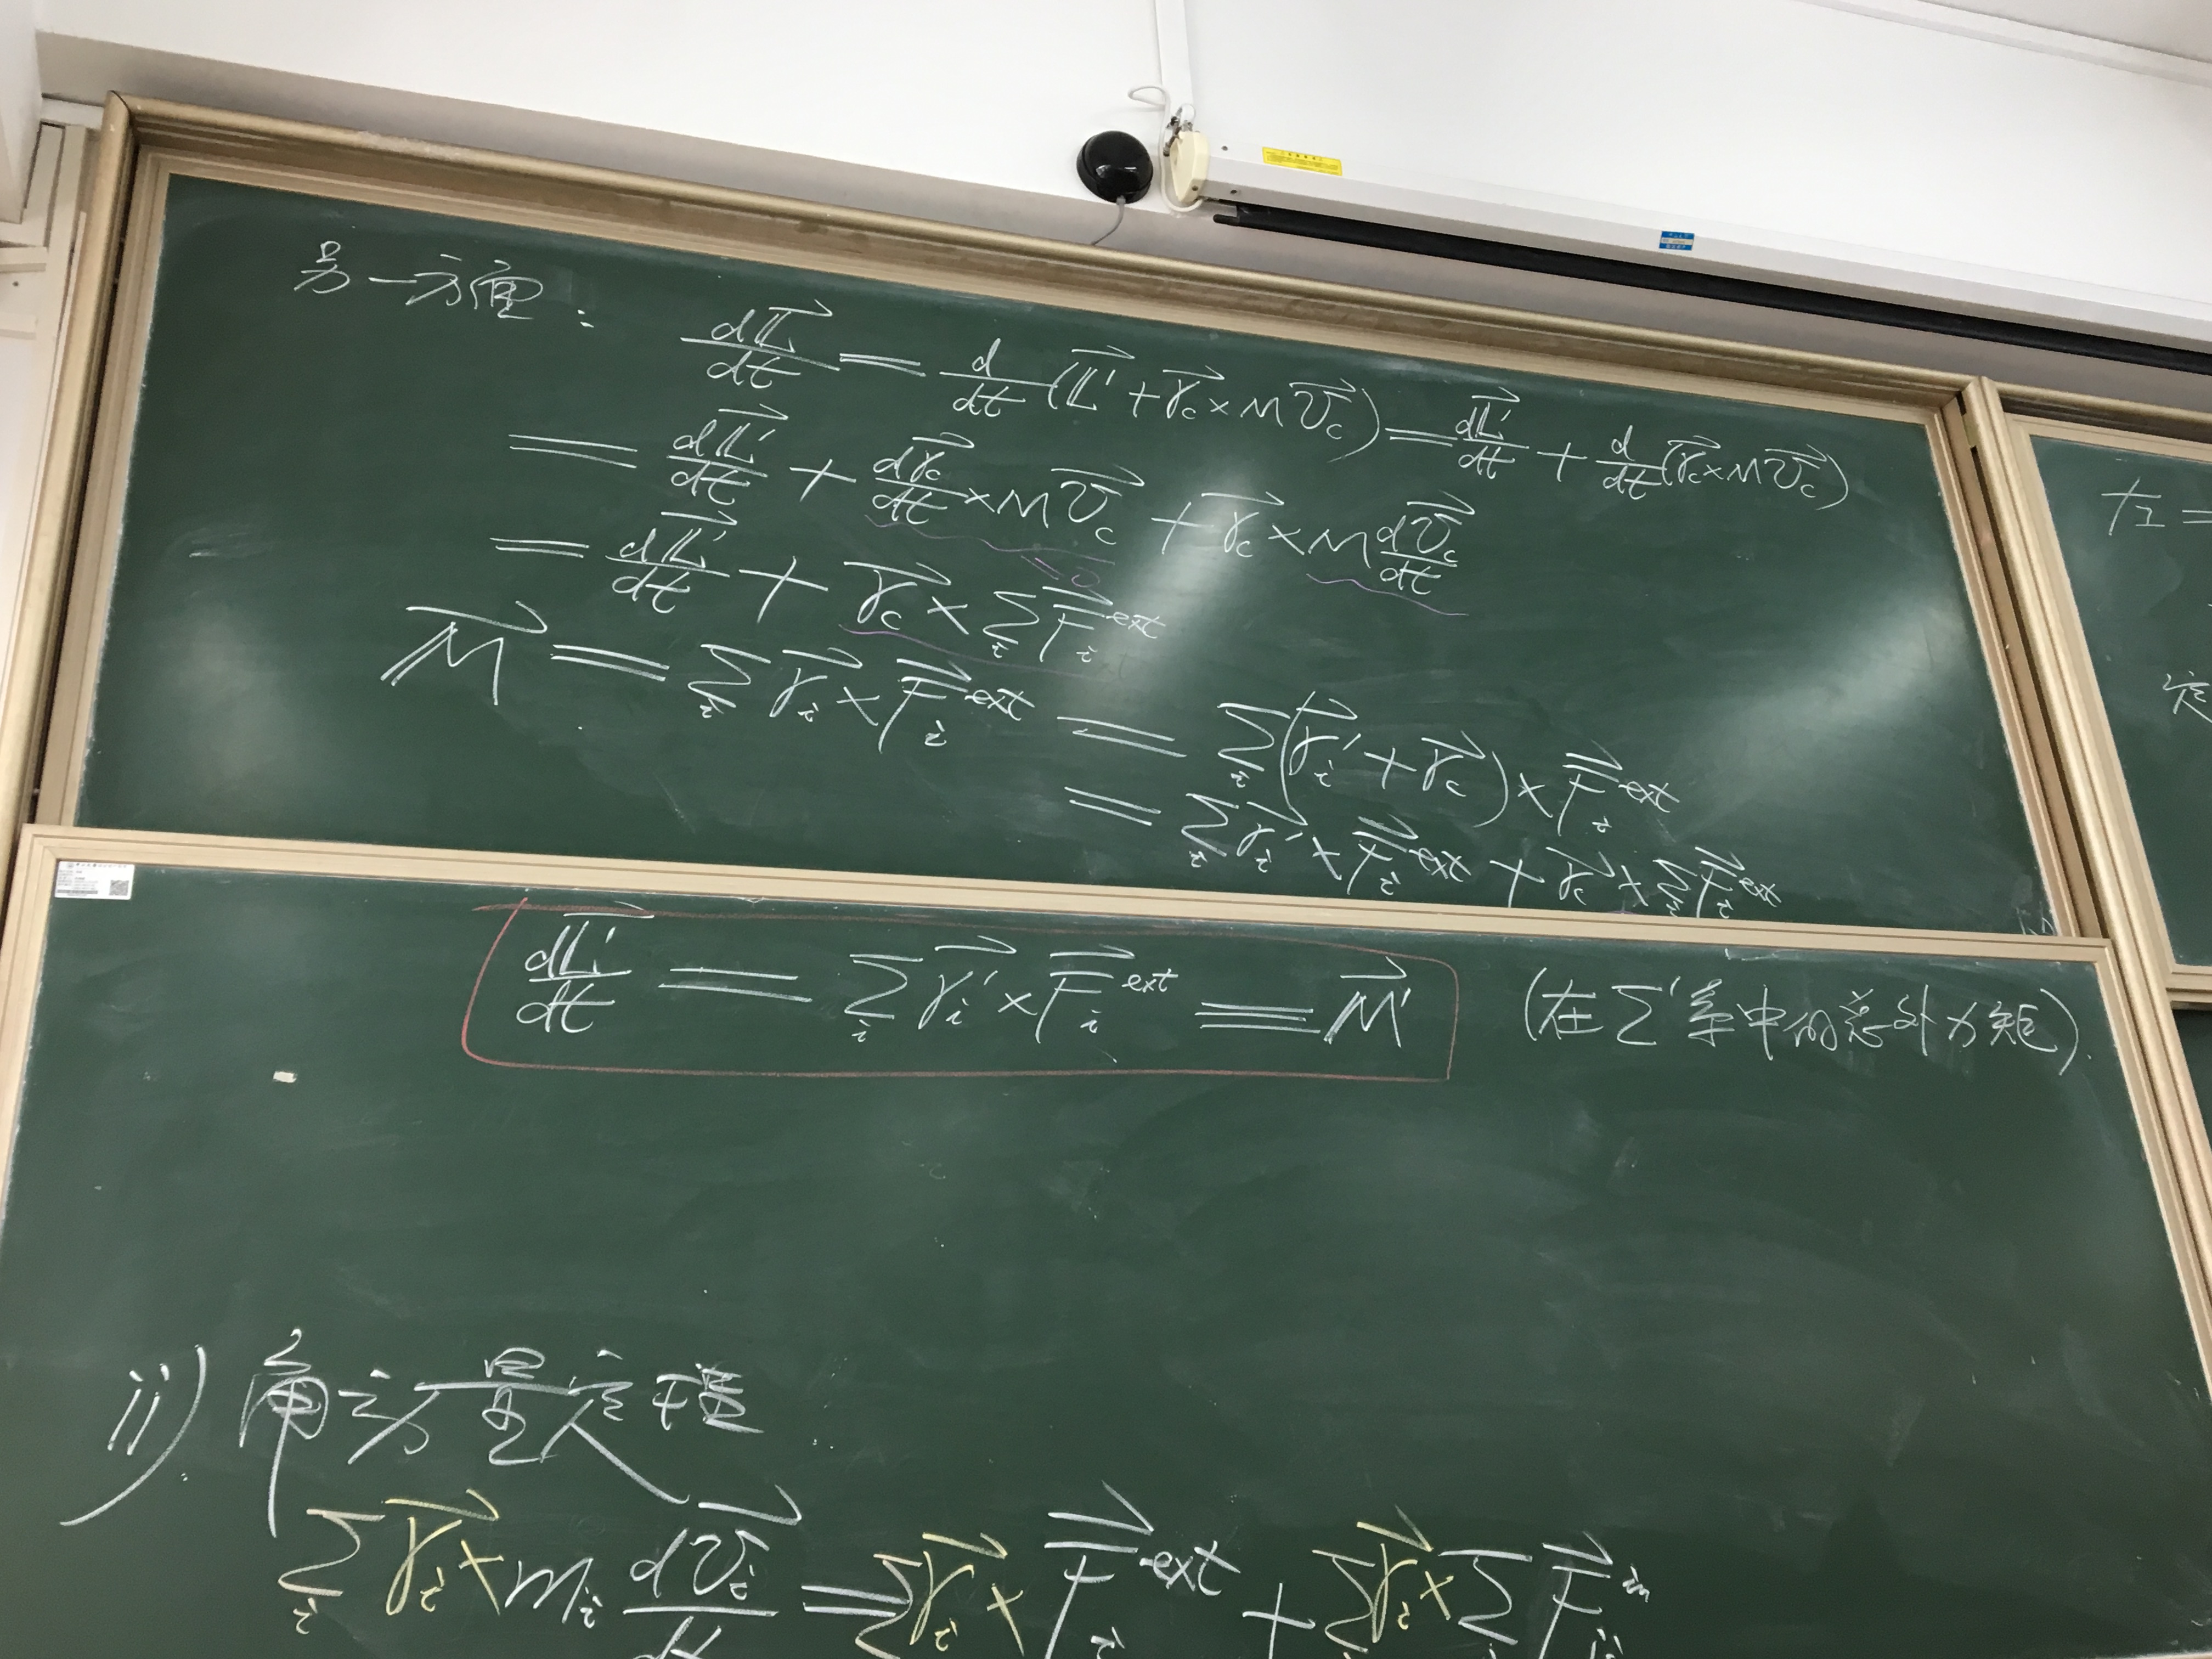 另一方面：
$\frac{d\vec{L}}{dt} = \frac{d}{dt}(\vec{L}' + \vec{r}_c \times m\vec{v}_c) = \frac{d\vec{L}'}{dt} + \frac{d}{dt}(\vec{r}_c \times m\vec{v}_c)$
$= \frac{d\vec{L}'}{dt} + \frac{d\vec{r}_c}{dt} \times m\vec{v}_c + \vec{r}_c \times m\frac{d\vec{v}_c}{dt}$
=0
$= \frac{d\vec{L}'}{dt} + \vec{r}_c \times \sum_i \vec{F}_i^{ext}$
$\vec{M} = \sum_i \vec{r}_i \times \vec{F}_i^{ext} = \sum_i (\vec{r}_i' + \vec{r}_c) \times \vec{F}_i^{ext}$
$= \sum_i \vec{r}_i' \times \vec{F}_i^{ext} + \vec{r}_c \times \sum_i \vec{F}_i^{ext}$
$\frac{d\vec{L}'}{dt} = \sum_i \vec{r}_i' \times \vec{F}_i^{ext} \equiv \vec{M}'$ (在Σ'系中的总外力矩).
ii). 角动量定理
$\sum_i \vec{r}_i \times m_i \frac{d\vec{v}_i}{dt} = \sum \vec{r}_i \times \vec{F}_i^{ext} + \sum \vec{r}_i \times \sum \vec{F}^{in}$
左=